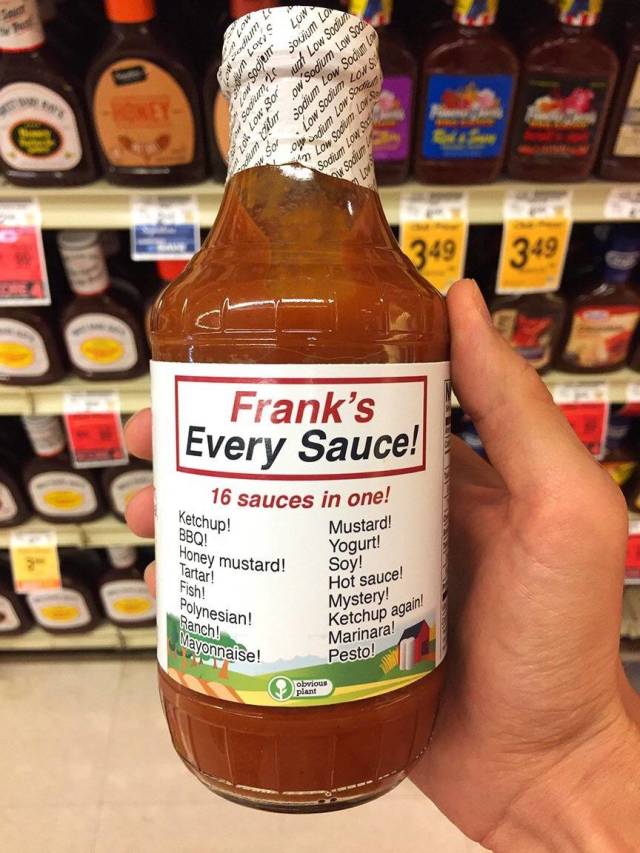 Low Sodium
Low Sodium
Low Sodium
HONEY
3.49
3.49
Frank's
Every Sauce!
16 sauces in one!
Ketchup!
BBQ!
Honey mustard!
Tartar!
Fish!
Polynesian!
Ranch!
Mayonnaise!
Mustard!
Yogurt!
Soy!
Hot sauce!
Mystery!
Ketchup again!
Marinara!
Pesto!
obvious
plant